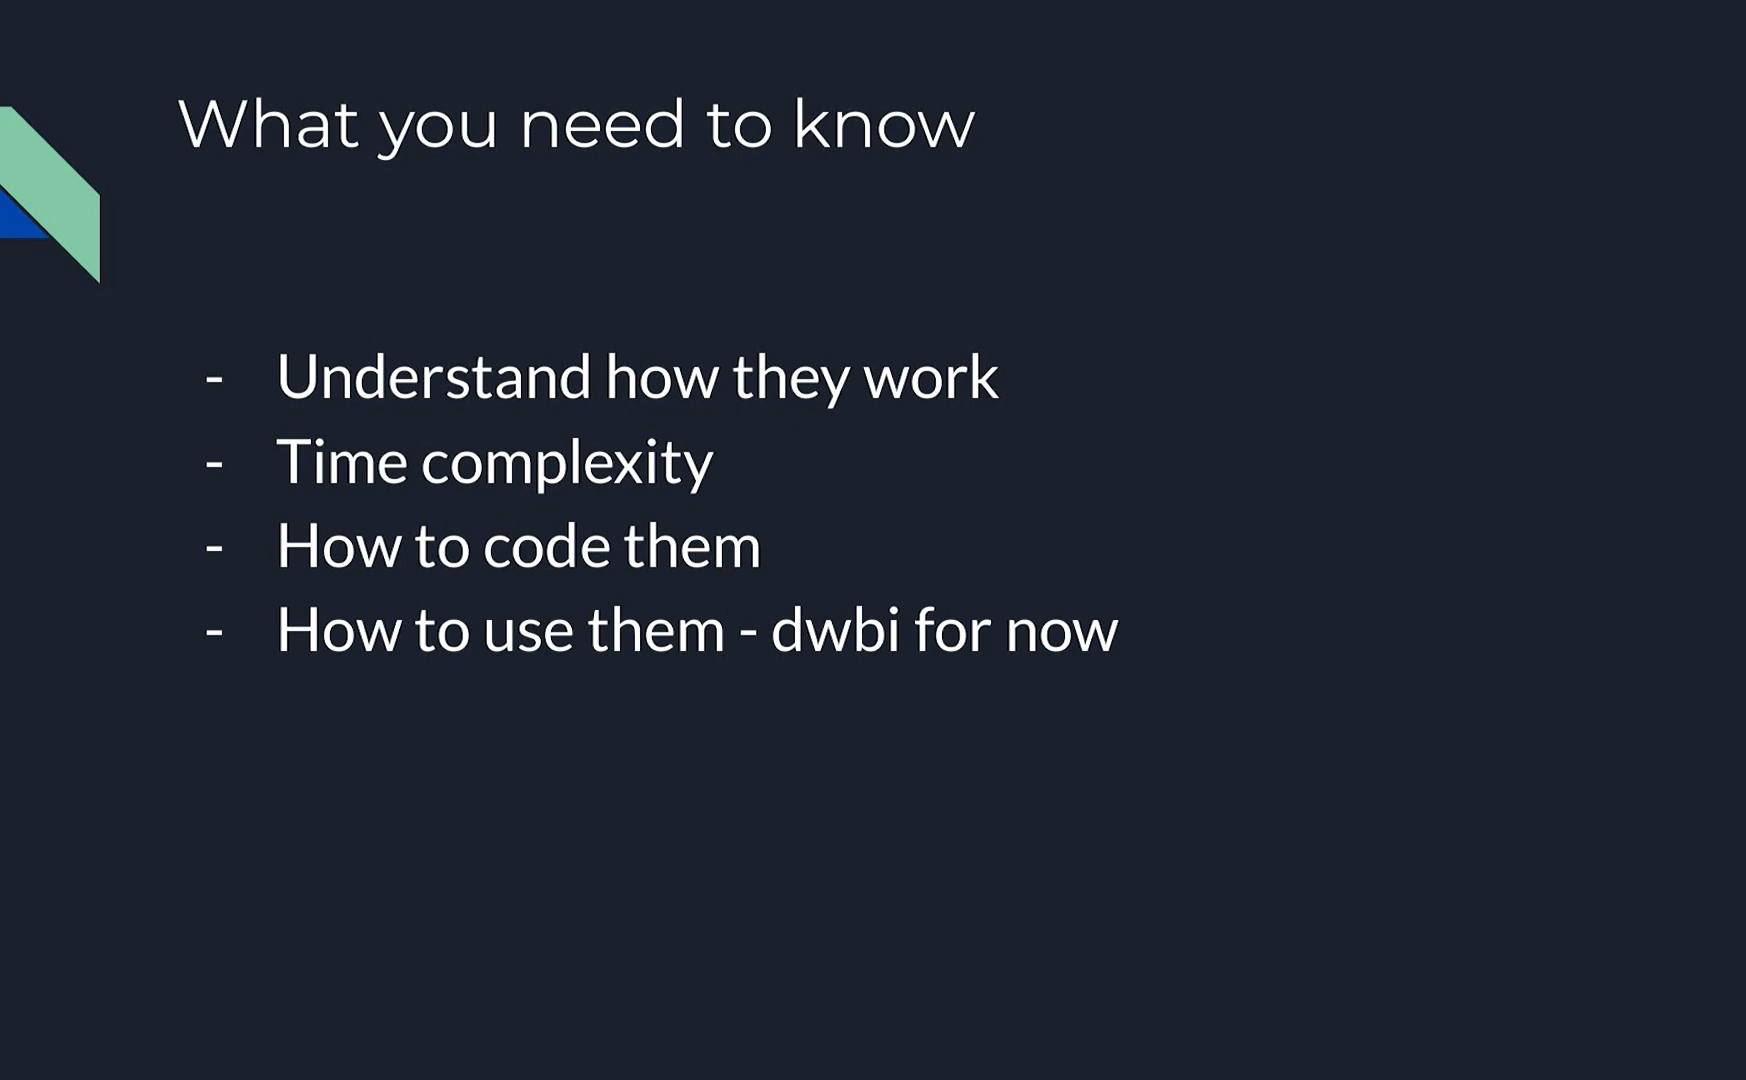 What you need to know
- Understand how they work
- Time complexity
- How to code them
- How to use them - dwbi for now